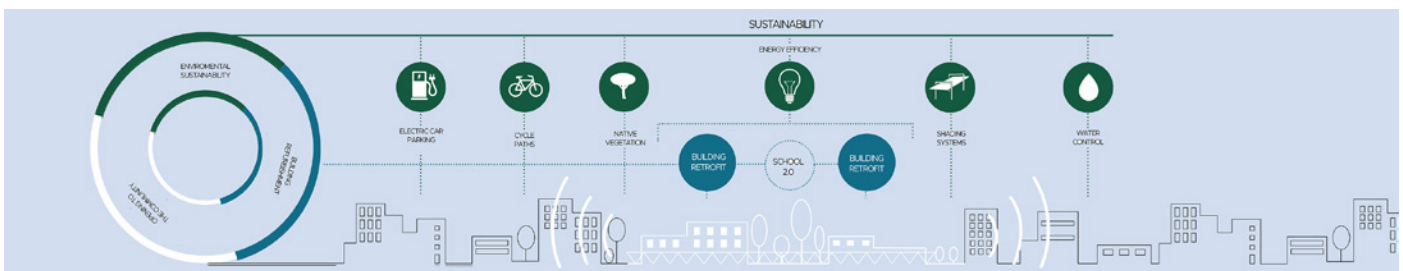 SUSTAINABILITY
ENERGY EFFICIENCY
ENVIROMENTAL
SUSTAINABILITY
BUILDING
REFURBISHMENT
OPENING TO
THE COMMUNITY
ELECTRIC CAR
PARKING
CYCLE
PATHS
NATIVE
VEGETATION
BUILDING
RETROFIT
SCHOOL
2.0
BUILDING
RETROFIT
SHADING
SYSTEMS
WATER
CONTROL